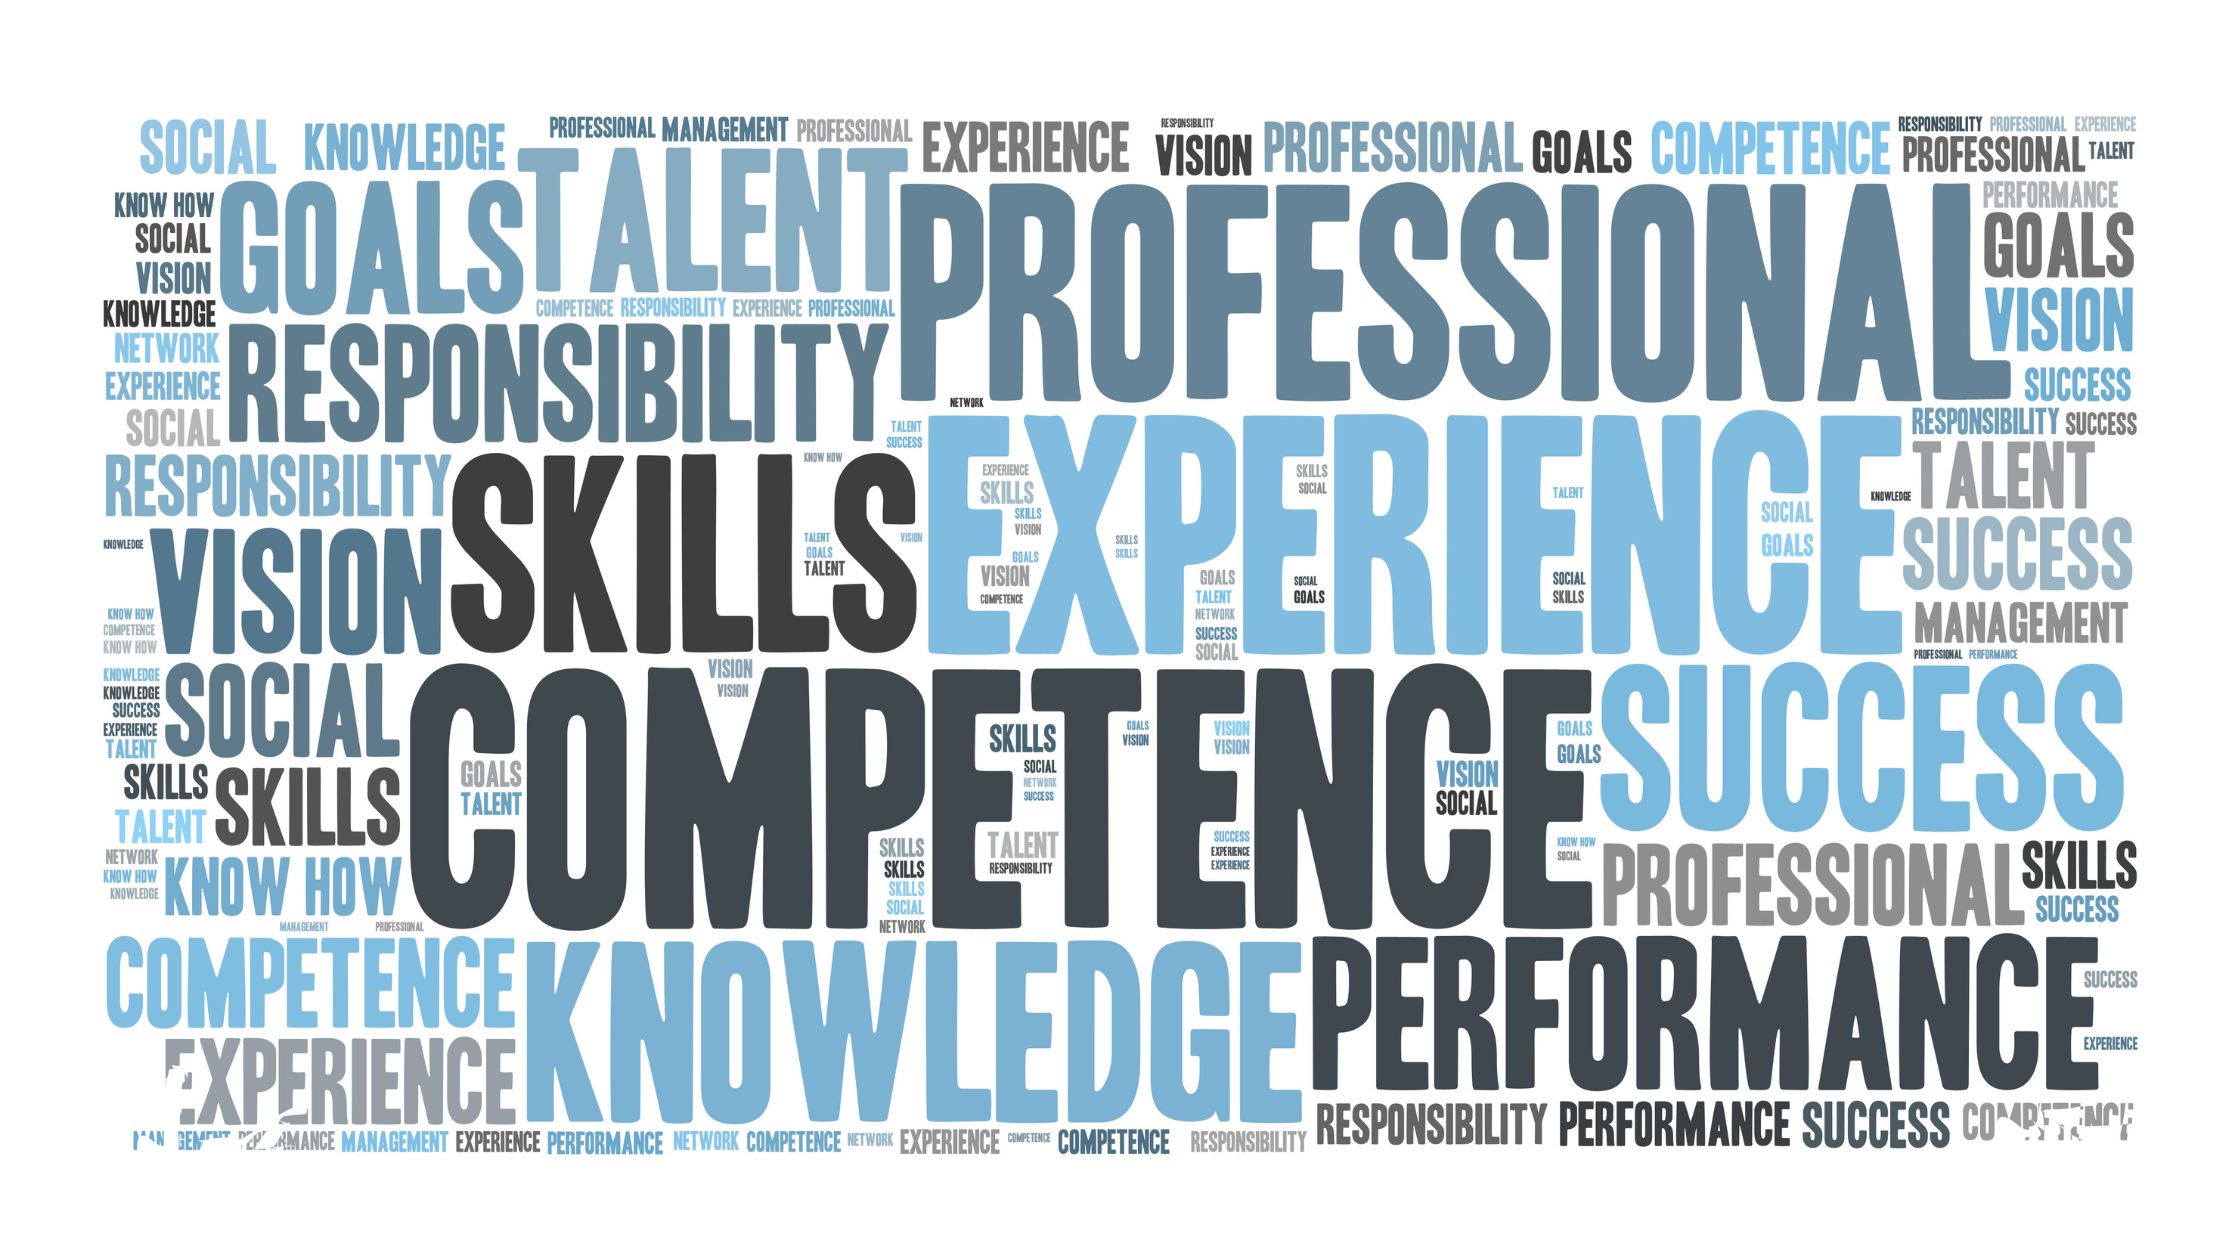 SOCIAL KNOWLEDGE PROFESSIONAL MANAGEMENT PROFESSIONAL EXPERIENCE RESPONSIBILITY VISION PROFESSIONAL GOALS COMPETENCE RESPONSIBILITY PROFESSIONAL EXPERIENCE
PROFESSIONAL TALENT
KNOW HOW GOALS TALENT PROFESSIONAL PERFORMANCE
SOCIAL GOALS
VISION VISION
KNOWLEDGE COMPETENCE RESPONSIBILITY EXPERIENCE PROFESSIONAL
NETWORK RESPONSIBILITY
EXPERIENCE SUCCESS
SOCIAL NETWORK
TALENT RESPONSIBILITY SUCCESS
SUCCESS
RESPONSIBILITY SKILLS KNOW HOW EXPERIENCE TALENT
EXPERIENCE SKILLS
SKILLS SOCIAL
SKILLS TALENT KNOWLEDGE
VISION SOCIAL
KNOWLEDGE VISION TALENT VISION SKILLS GOALS SUCCESS
GOALS GOALS SKILLS
TALENT VISION GOALS SOCIAL SOCIAL
COMPETENCE TALENT GOALS SKILLS
KNOW HOW NETWORK MANAGEMENT
COMPETENCE SUCCESS
KNOW HOW SOCIAL PROFESSIONAL PERFORMANCE
KNOWLEDGE SOCIAL COMPETENCE VISION SUCCESS
KNOWLEDGE VISION
SUCCESS
EXPERIENCE SKILLS GOALS VISION GOALS
TALENT VISION VISION GOALS
SKILLS SKILLS GOALS SOCIAL VISION
TALENT NETWORK SOCIAL
TALENT SUCCESS
NETWORK KNOW HOW SKILLS TALENT SUCCESS KNOW HOW PROFESSIONAL SKILLS
KNOW HOW SKILLS RESPONSIBILITY EXPERIENCE SOCIAL
KNOWLEDGE SKILLS EXPERIENCE
SOCIAL SUCCESS
MANAGEMENT PROFESSIONAL NETWORK
COMPETENCE KNOWLEDGE PERFORMANCE SUCCESS
EXPERIENCE EXPERIENCE
MANAGEMENT EXPERIENCE PERFORMANCE NETWORK COMPETENCE NETWORK EXPERIENCE COMPETENCE COMPETENCE RESPONSIBILITY RESPONSIBILITY PERFORMANCE SUCCESS